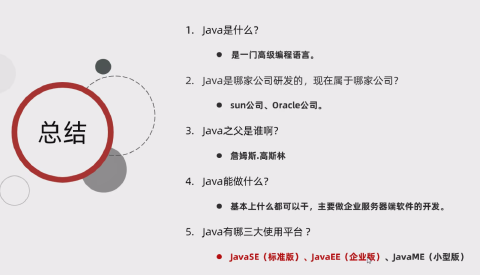 总结
1. Java是什么?
● 是一门高级编程语言。
2. Java是哪家公司研发的，现在属于哪家公司?
● sun公司、Oracle公司。
3. Java之父是谁啊?
● 詹姆斯.高斯林
4. Java能做什么?
● 基本上什么都可以干，主要做企业服务器端软件的开发。
5. Java有哪三大使用平台？
● JavaSE（标准版）、JavaEE（企业版）、JavaME（小型版）